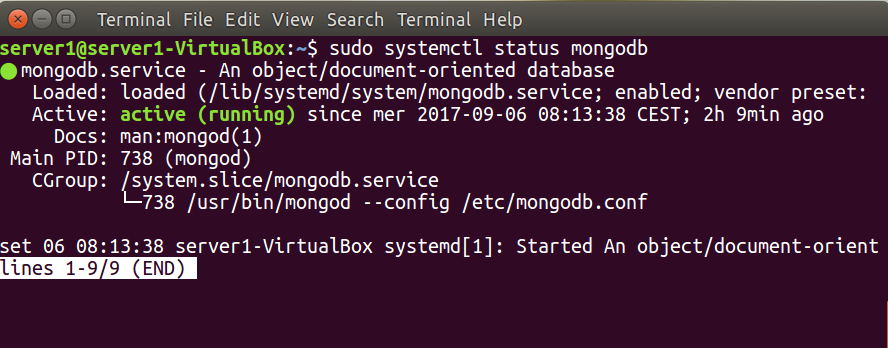 Terminal File Edit View Search Terminal Help
server1@server1-VirtualBox:~$ sudo systemctl status mongodb
● mongodb.service - An object/document-oriented database
   Loaded: loaded (/lib/systemd/system/mongodb.service; enabled; vendor preset:
   Active: active (running) since mer 2017-09-06 08:13:38 CEST; 2h 9min ago
     Docs: man:mongod(1)
 Main PID: 738 (mongod)
   CGroup: /system.slice/mongodb.service
           └─738 /usr/bin/mongod --config /etc/mongodb.conf
set 06 08:13:38 server1-VirtualBox systemd[1]: Started An object/document-orient
lines 1-9/9 (END)